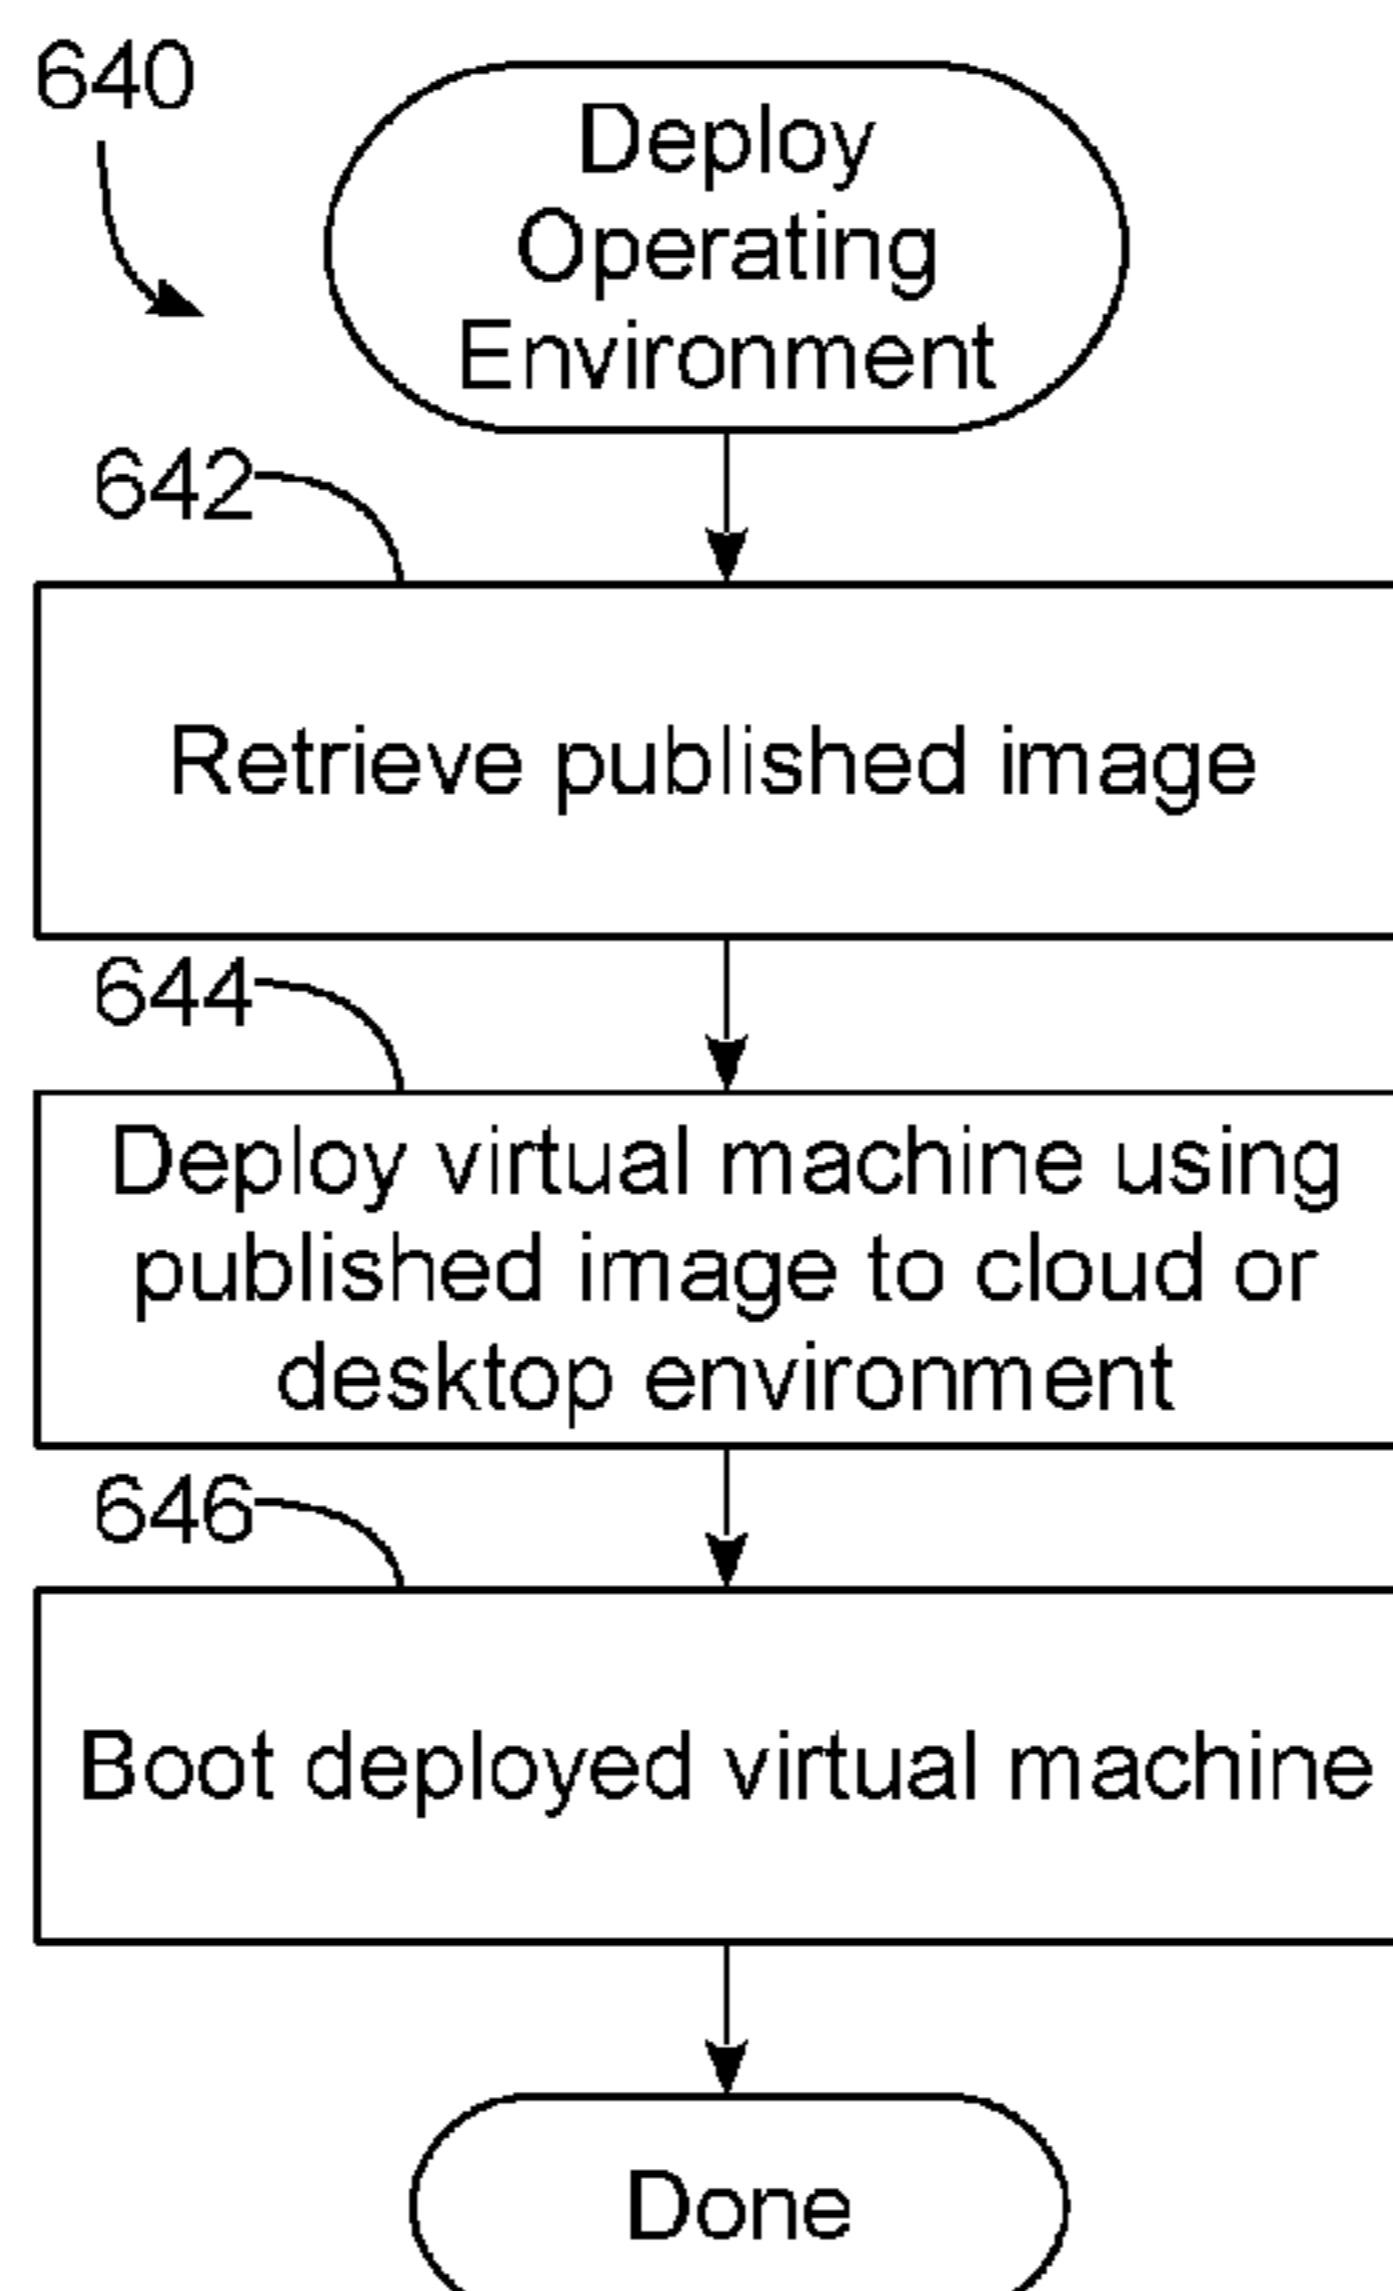 640
Deploy
Operating
Environment
642
Retrieve published image
644
Deploy virtual machine using
published image to cloud or
desktop environment
646
Boot deployed virtual machine
Done